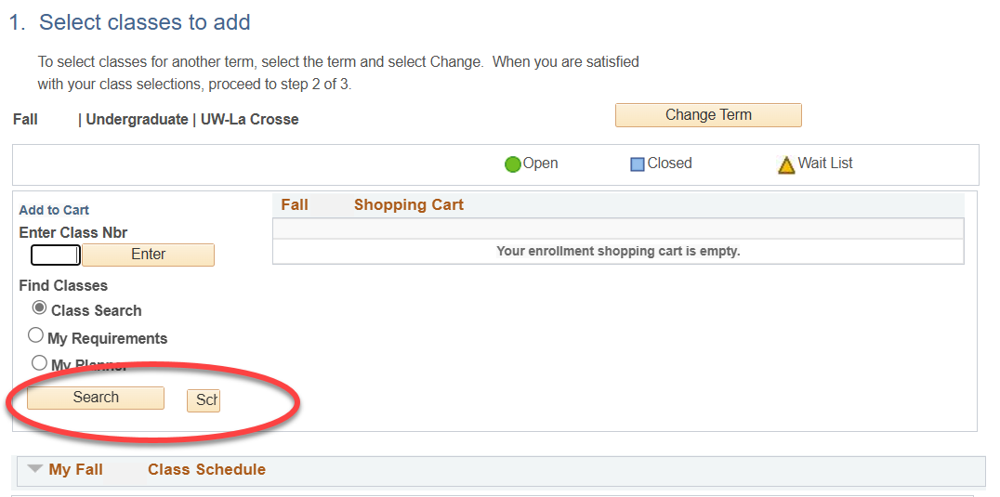 1. Select classes to add
To select classes for another term, select the term and select Change. When you are satisfied
with your class selections, proceed to step 2 of 3.
Fall | Undergraduate | UW-La Crosse
Change Term
Open Closed Wait List
Add to Cart
Enter Class Nbr
Enter
Find Classes
Class Search
My Requirements
My Planner
Search Sch
Fall Shopping Cart
Your enrollment shopping cart is empty.
My Fall Class Schedule